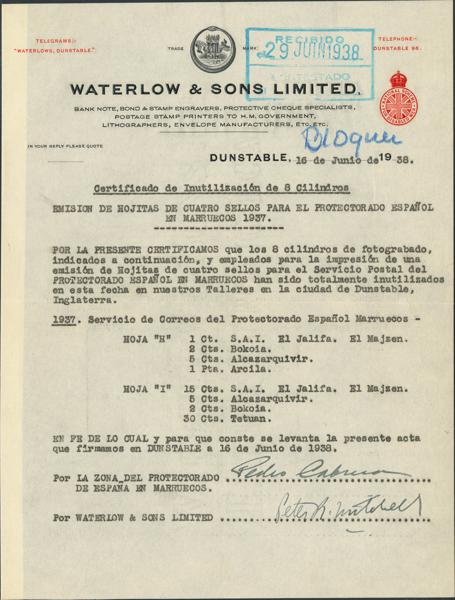 TELEGRAMS:
"WATERLOWS, DUNSTABLE."
TRADE MARK.
TELEPHONE:
DUNSTABLE 96.
RECIBIDO
29 JUN 1938.
CONTESTADO
WATERLOW & SONS LIMITED.
BANK NOTE, BOND & STAMP ENGRAVERS, PROTECTIVE CHEQUE SPECIALISTS,
POSTAGE STAMP PRINTERS TO H.M. GOVERNMENT,
LITHOGRAPHERS, ENVELOPE MANUFACTURERS, ETC, ETC.
IN YOUR REPLY PLEASE QUOTE
DUNSTABLE, 16 de Junio de 1938.
Certificado de Inutilización de 8 Cilindros
EMISION DE HOJITAS DE CUATRO SELLOS PARA EL PROTECTORADO ESPAÑOL
EN MARRUECOS 1937.
POR LA PRESENTE CERTIFICAMOS que los 8 cilindros de fotograbado,
indicados a continuación, y empleados para la impresión de una
emisión de Hojitas de cuatro sellos para el Servicio Postal del
PROTECTORADO ESPAÑOL EN MARRUECOS han sido totalmente inutilizados
en esta fecha en nuestros Talleres en la ciudad de Dunstable,
Inglaterra.
1937. Servicio de Correos del Protectorado Español Marruecos -
HOJA "H" 1 Ct. S.A.I. El Jalifa. El Majzen.
2 Cts. Bokoia.
5 Cts. Alcazarquivir.
1 Pta. Arcila.
HOJA "I" 15 Cts. S.A.I. El Jalifa. El Majzen.
5 Cts. Alcazarquivir.
2 Cts. Bokoia.
30 Cts. Tetuan.
EN FE DE LO CUAL y para que conste se levanta la presente acta
que firmamos en DUNSTABLE a 16 de Junio de 1938.
Por LA ZONA DEL PROTECTORADO Pedro
DE ESPAÑA EN MARRUECOS.
Por WATERLOW & SONS LIMITED Peter R. Mitchell